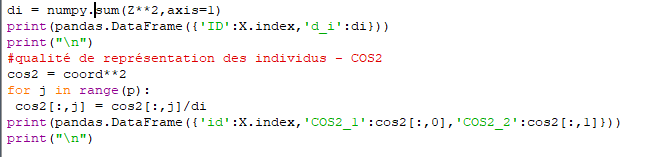 di = numpy.sum(Z**2,axis=1)
print(pandas.DataFrame({'ID':X.index,'d_i':di}))
print("\n")
#qualité de représentation des individus - COS2
cos2 = coord**2
for j in range(p):
 cos2[:,j] = cos2[:,j]/di
print(pandas.DataFrame({'id':X.index,'COS2_1':cos2[:,0],'COS2_2':cos2[:,1]}))
print("\n")